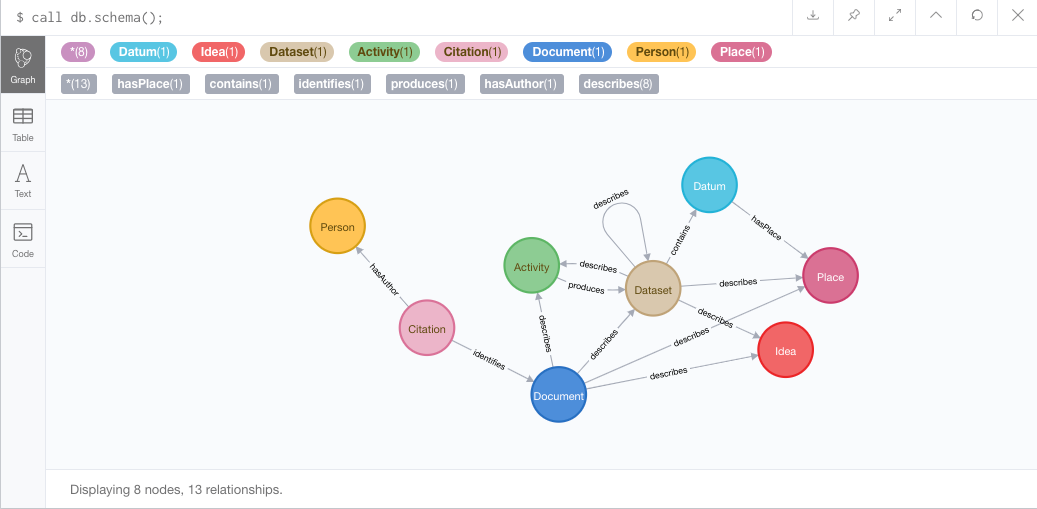 $ call db.schema();
*(8) Datum(1) Idea(1) Dataset(1) Activity(1) Citation(1) Document(1) Person(1) Place(1)
*(13) hasPlace(1) contains(1) identifies(1) produces(1) hasAuthor(1) describes(8)
Graph
Table
Text
Code
Datum
describes
hasPlace
Person
contains
Activity
describes
Place
hasAuthor
produces
Dataset
describes
describes
Citation
describes
describes
describes
Idea
identifies
describes
Document
Displaying 8 nodes, 13 relationships.